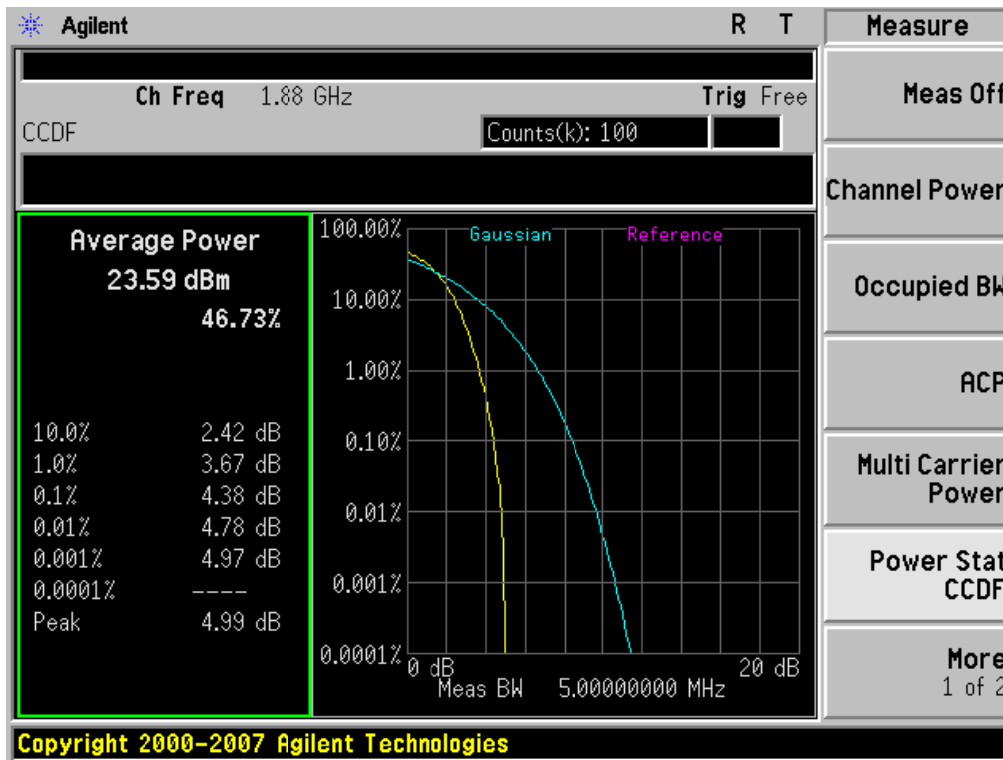 Agilent R T
Ch Freq 1.88 GHz Trig Free
CCDF Counts(k): 100
Average Power
23.59 dBm
46.73%
10.0% 2.42 dB
1.0% 3.67 dB
0.1% 4.38 dB
0.01% 4.78 dB
0.001% 4.97 dB
0.0001% ----
Peak 4.99 dB
Gaussian Reference
100.00%
10.00%
1.00%
0.10%
0.01%
0.001%
0.0001%
0 dB 20 dB
Meas BW 5.00000000 MHz
Measure
Meas Off
Channel Power
Occupied BW
ACP
Multi Carrier
Power
Power Stat
CCDF
More
1 of 2
Copyright 2000-2007 Agilent Technologies